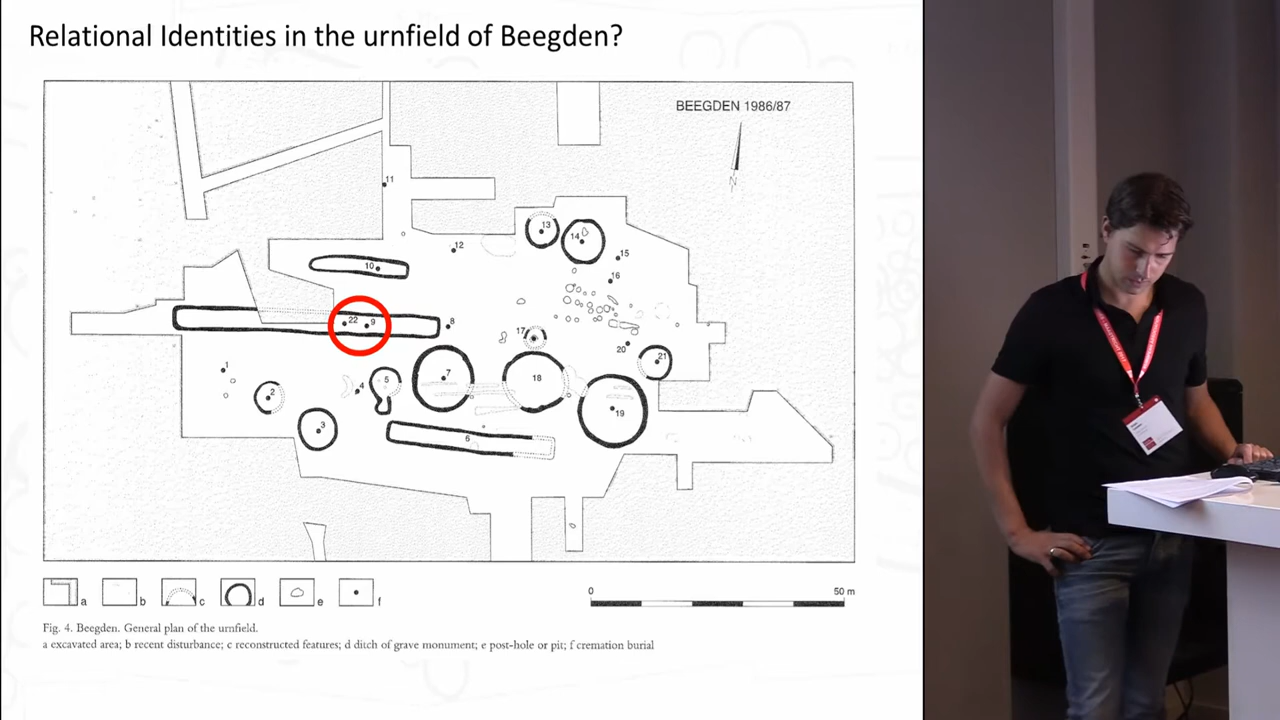 Relational Identities in the urnfield of Beegden?
BEEGDEN 1986/87
N
11
13
14
12
15
10
16
22 9
8
17
20
21
1
5
7
18
2
4
19
3
6
a
b
c
d
e
f
0 50 m
Fig. 4. Beegden. General plan of the urnfield.
a excavated area; b recent disturbance; c reconstructed features; d ditch of grave monument; e post-hole or pit; f cremation burial